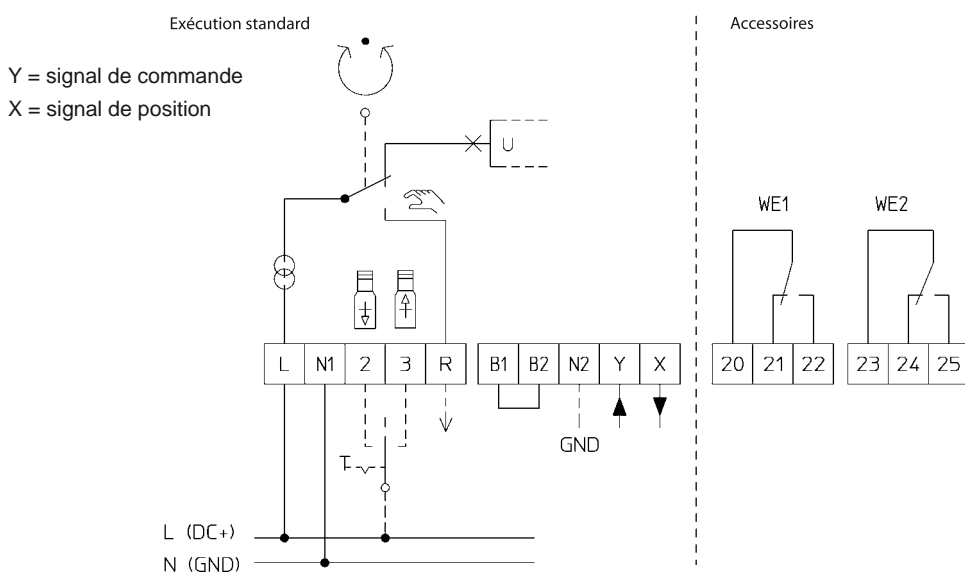 Exécution standard
Accessoires
Y = signal de commande
X = signal de position
U
WE1
WE2
L N1 2 3 R B1 B2 N2 Y X 20 21 22 23 24 25
GND
L (DC+)
N (GND)